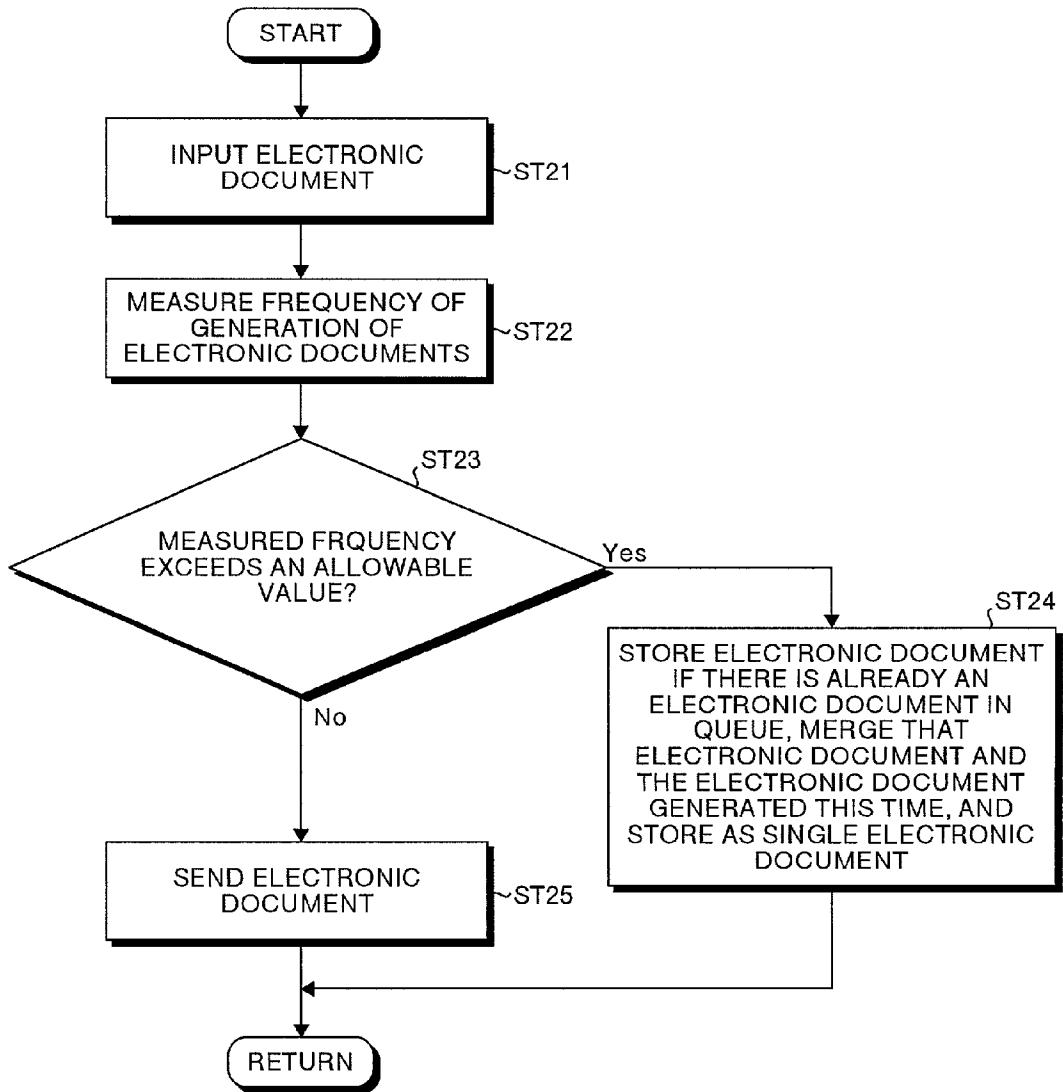 START
INPUT ELECTRONIC
DOCUMENT
ST21
MEASURE FREQUENCY OF
GENERATION OF
ELECTRONIC DOCUMENTS
ST22
ST23
MEASURED FRQUENCY
EXCEEDS AN ALLOWABLE
VALUE?
Yes
No
ST24
STORE ELECTRONIC DOCUMENT
IF THERE IS ALREADY AN
ELECTRONIC DOCUMENT IN
QUEUE, MERGE THAT
ELECTRONIC DOCUMENT AND
THE ELECTRONIC DOCUMENT
GENERATED THIS TIME, AND
STORE AS SINGLE ELECTRONIC
DOCUMENT
SEND ELECTRONIC
DOCUMENT
ST25
RETURN